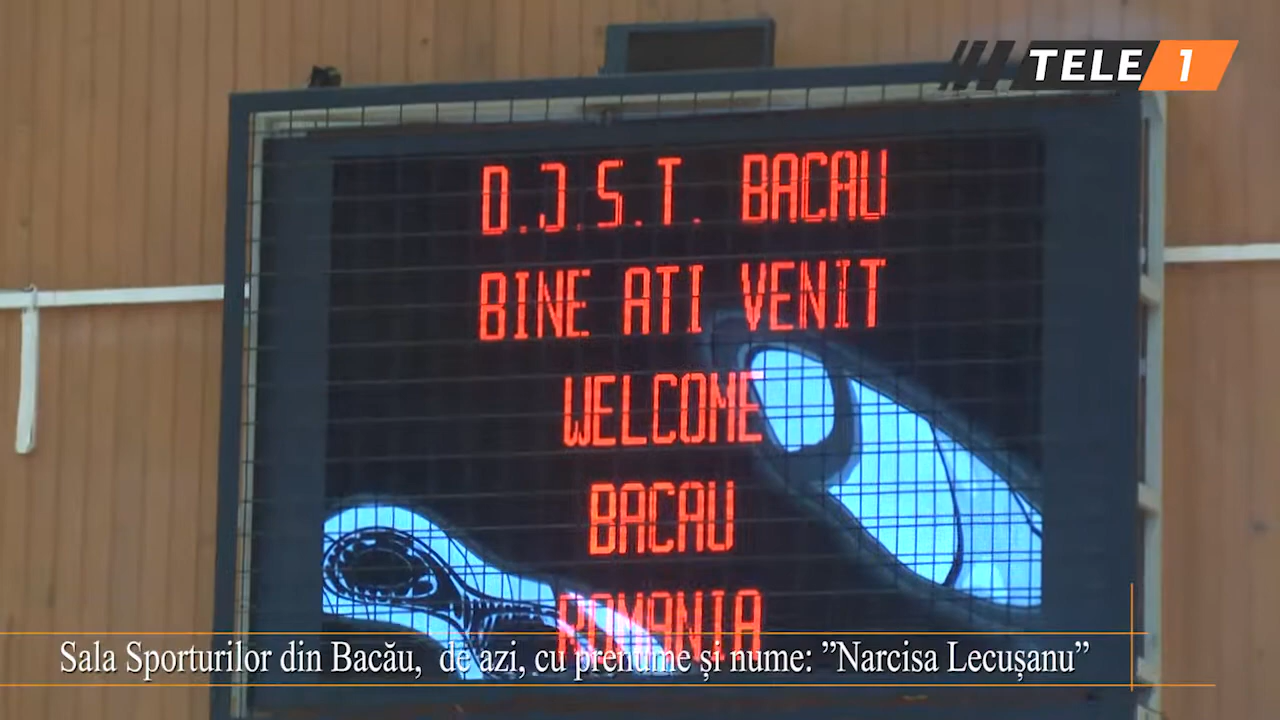 TELE 1
D.J.S.T. BACAU
BINE ATI VENIT
WELCOME
BACAU
ROMANIA
Sala Sporturilor din Bacău, de azi, cu prenume și nume: ”Narcisa Lecușanu”